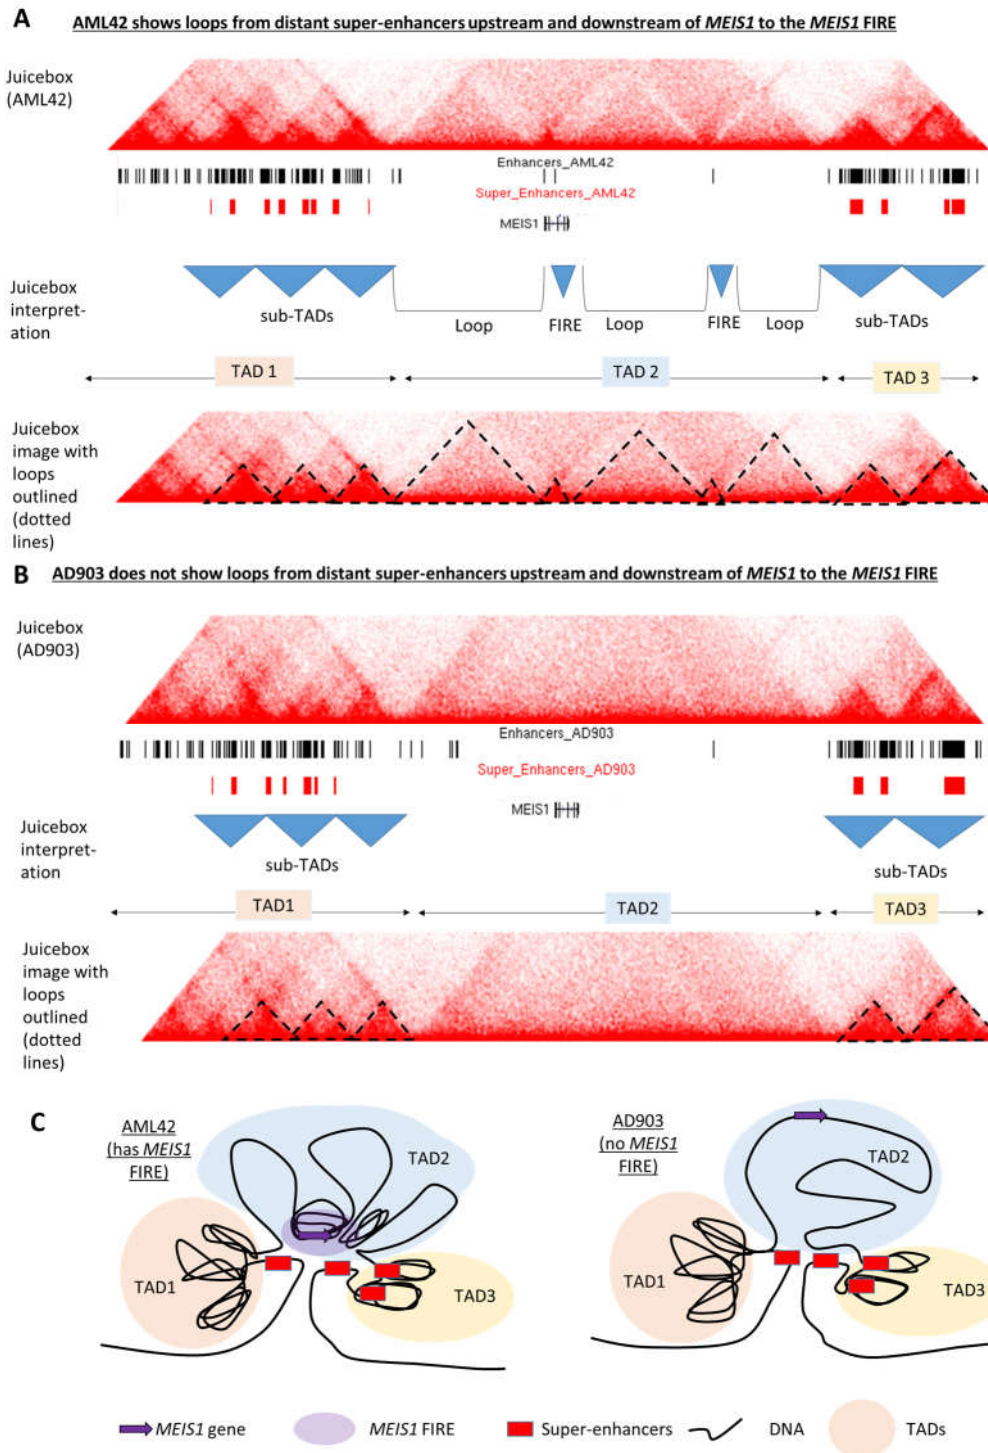 A
AML42 shows loops from distant super-enhancers upstream and downstream of MEIS1 to the MEIS1 FIRE
Juicebox
(AML42)
Enhancers_AML42
Super_Enhancers_AML42
MEIS1
Juicebox
interpret-
ation
sub-TADs
Loop
FIRE
Loop
FIRE
Loop
sub-TADs
TAD 1
TAD 2
TAD 3
Juicebox
image with
loops
outlined
(dotted
lines)
B
AD903 does not show loops from distant super-enhancers upstream and downstream of MEIS1 to the MEIS1 FIRE
Juicebox
(AD903)
Enhancers_AD903
Super_Enhancers_AD903
MEIS1
Juicebox
interpret-
ation
sub-TADs
sub-TADs
TAD1
TAD2
TAD3
Juicebox
image with
loops
outlined
(dotted
lines)
C
AML42
(has MEIS1
FIRE)
TAD2
TAD1
TAD3
AD903
(no MEIS1
FIRE)
TAD2
TAD1
TAD3
MEIS1 gene
MEIS1 FIRE
Super-enhancers
DNA
TADs